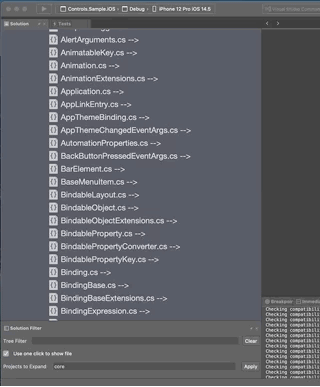 Controls.Sample.iOS > Debug > iPhone 12 Pro iOS 14.5
Solution
Tests
AlertArguments.cs -->
AnimatableKey.cs -->
Animation.cs -->
AnimationExtensions.cs -->
Application.cs -->
AppLinkEntry.cs -->
AppThemeBinding.cs -->
AppThemeChangedEventArgs.cs -->
AutomationProperties.cs -->
BackButtonPressedEventArgs.cs -->
BarElement.cs -->
BaseMenuItem.cs -->
BindableLayout.cs -->
BindableObject.cs -->
BindableObjectExtensions.cs -->
BindableProperty.cs -->
BindablePropertyConverter.cs -->
BindablePropertyKey.cs -->
Binding.cs -->
BindingBase.cs -->
BindingBaseExtensions.cs -->
BindingExpression.cs -->
Breakpoin
Immediate
Checking compatibili
Checking compatibili
Checking compatibili
Checking compatibili
Checking compatibili
Checking compatibili
Checking compatibili
Checking compatibili
Checking compatibili
Checking compatibili
Checking compatibili
Checking compatibili
Solution Filter
Tree Filter
Clear
Use one click to show file
Projects to Expand
core
Apply